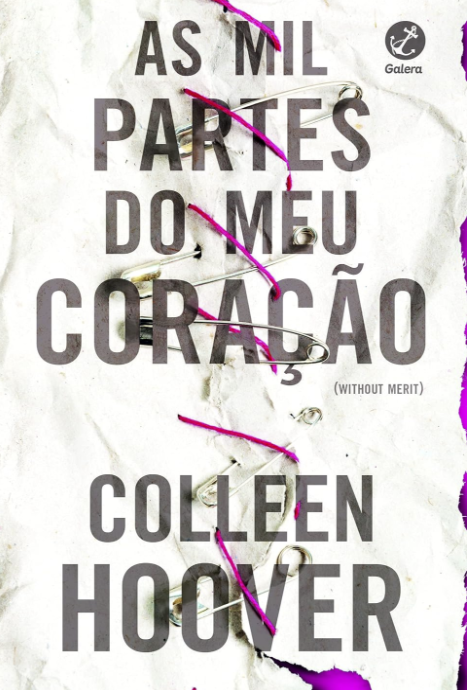 AS MIL
Galera
PARTES
DO MEU
CORAÇÃO
(WITHOUT MERIT)
COLLEEN
HOOVER